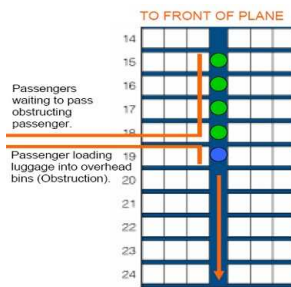 TO FRONT OF PLANE
14
15
Passengers
waiting to pass
obstructing
passenger.
16
17
18
Passenger loading
luggage into overhead
bins (Obstruction).
19
20
21
22
23
24